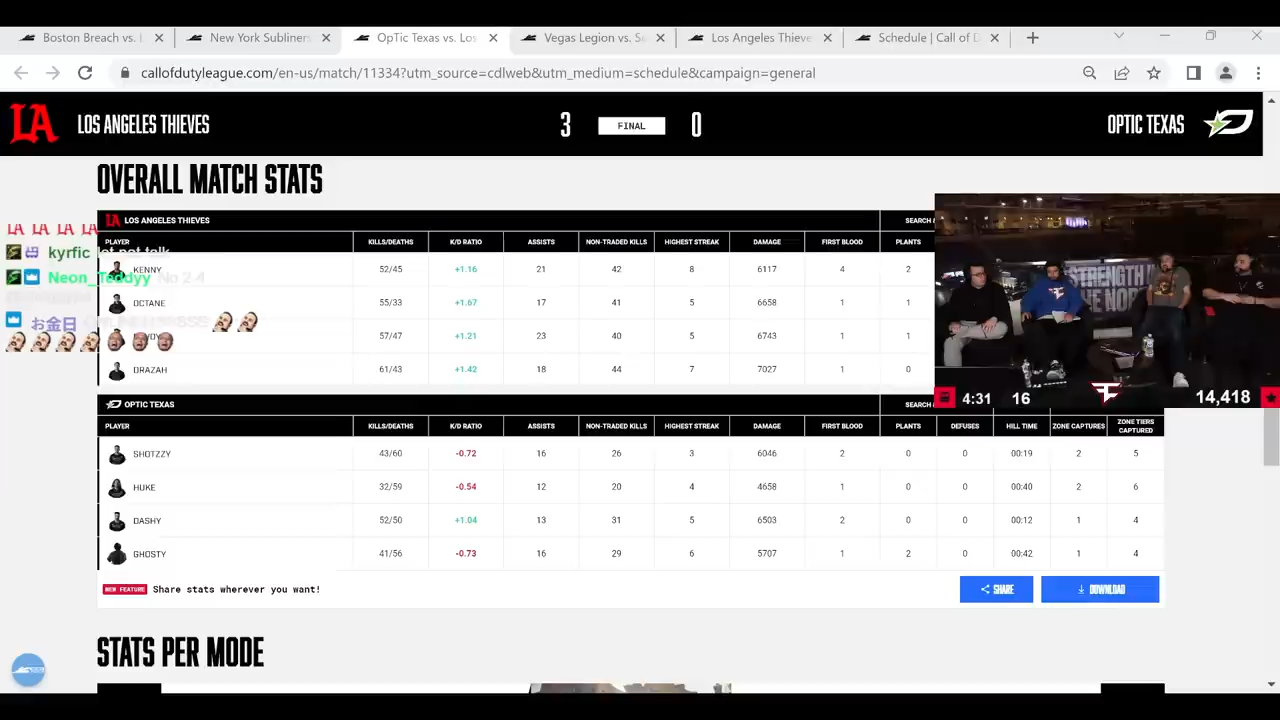 Boston Breach vs. L
New York Subliners
OpTic Texas vs. Los
Vegas Legion vs. Se
Los Angeles Thieve
Schedule | Call of D
callofdutyleague.com/en-us/match/11334?utm_source=cdlweb&utm_medium=schedule&campaign=general
LA LOS ANGELES THIEVES 3 FINAL 0 OPTIC TEXAS
OVERALL MATCH STATS
LOS ANGELES THIEVES SEARCH
PLAYER KILLS/DEATHS K/D RATIO ASSISTS NON-TRADED KILLS HIGHEST STREAK DAMAGE FIRST BLOOD PLANTS
KENNY 52/45 +1.16 21 42 8 6117 4 2
OCTANE 55/33 +1.67 17 41 5 6658 1 1
57/47 +1.21 23 40 5 6743 1 1
DRAZAH 61/43 +1.42 18 44 7 7027 1 0
kyrfic
Neon_Teddyy No 2-4
お金日
STRENGTH
THE NOR
4:31 16 14,418
OPTIC TEXAS SEARCH
PLAYER KILLS/DEATHS K/D RATIO ASSISTS NON-TRADED KILLS HIGHEST STREAK DAMAGE FIRST BLOOD PLANTS DEFUSES HILL TIME ZONE CAPTURES ZONE TIERS CAPTURED
SHOTZZY 43/60 -0.72 16 26 3 6046 2 0 0 00:19 2 5
HUKE 32/59 -0.54 12 20 4 4658 1 0 0 00:40 2 6
DASHY 52/50 +1.04 13 31 5 6503 2 0 0 00:12 1 4
GHOSTY 41/56 -0.73 16 29 6 5707 1 2 0 00:42 1 4
NEW FEATURE Share stats wherever you want!
SHARE
DOWNLOAD
STATS PER MODE